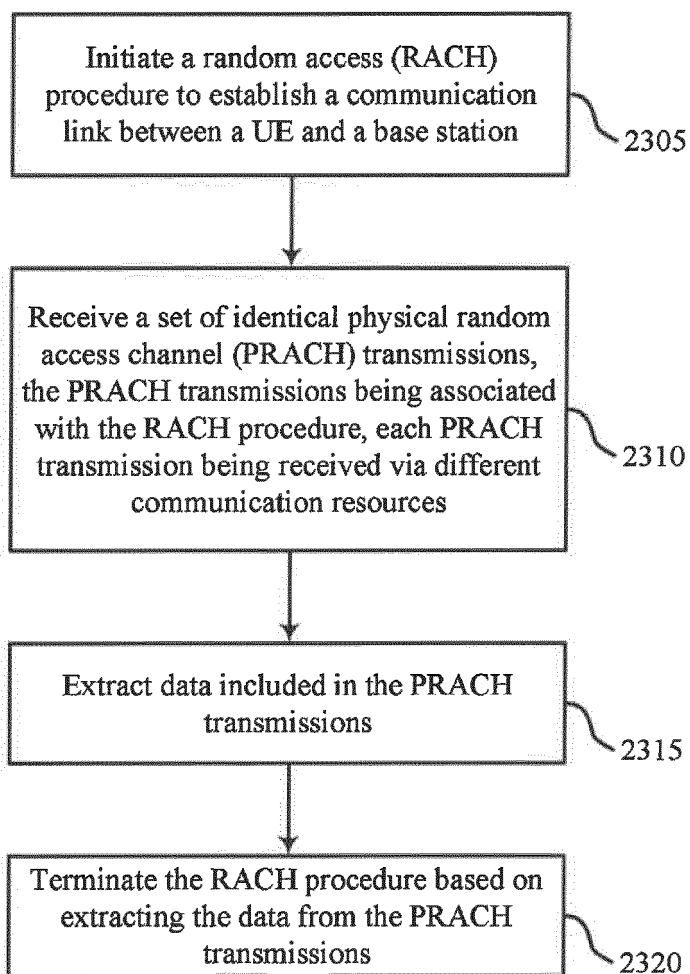 Initiate a random access (RACH)
procedure to establish a communication
link between a UE and a base station
2305
Receive a set of identical physical random
access channel (PRACH) transmissions,
the PRACH transmissions being associated
with the RACH procedure, each PRACH
transmission being received via different
communication resources
2310
Extract data included in the PRACH
transmissions
2315
Terminate the RACH procedure based on
extracting the data from the PRACH
transmissions
2320